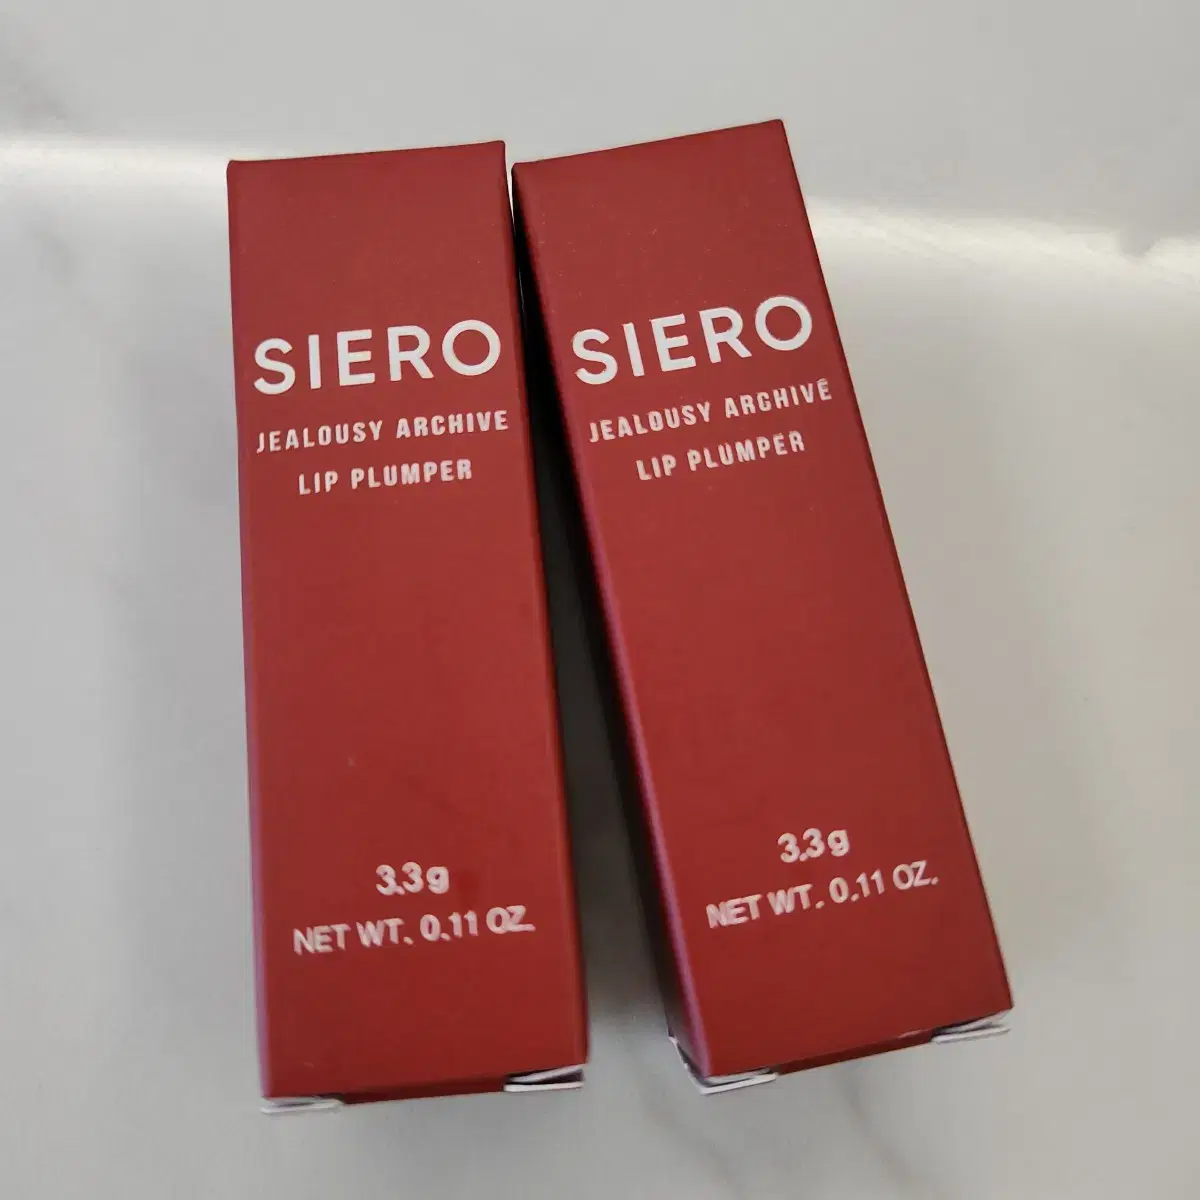 SIERO
JEALOUSY ARCHIVE
LIP PLUMPER
3.3g
NET WT. 0.11 OZ.
SIERO
JEALOUSY ARCHIVE
LIP PLUMPER
3.3g
NET WT. 0.11 OZ.